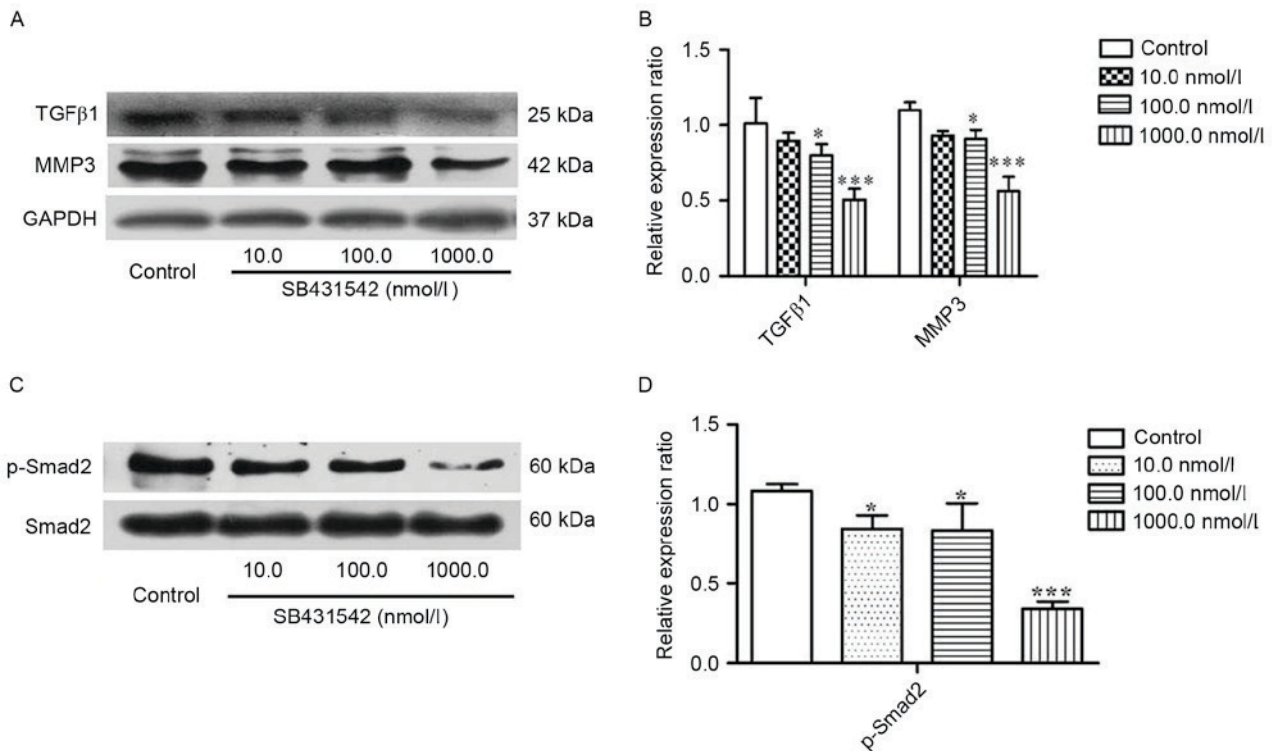 A
TGFβ1
25 kDa
MMP3
42 kDa
GAPDH
37 kDa
Control
10.0 100.0 1000.0
SB431542 (nmol/l)
B
Relative expression ratio
1.5
1.0
0.5
0.0
*
***
*
***
TGFβ1
MMP3
Control
10.0 nmol/l
100.0 nmol/l
1000.0 nmol/l
C
p-Smad2
60 kDa
Smad2
60 kDa
Control
10.0 100.0 1000.0
SB431542 (nmol/l)
D
Relative expression ratio
1.5
1.0
0.5
0.0
*
*
***
p-Smad2
Control
10.0 nmol/l
100.0 nmol/l
1000.0 nmol/l